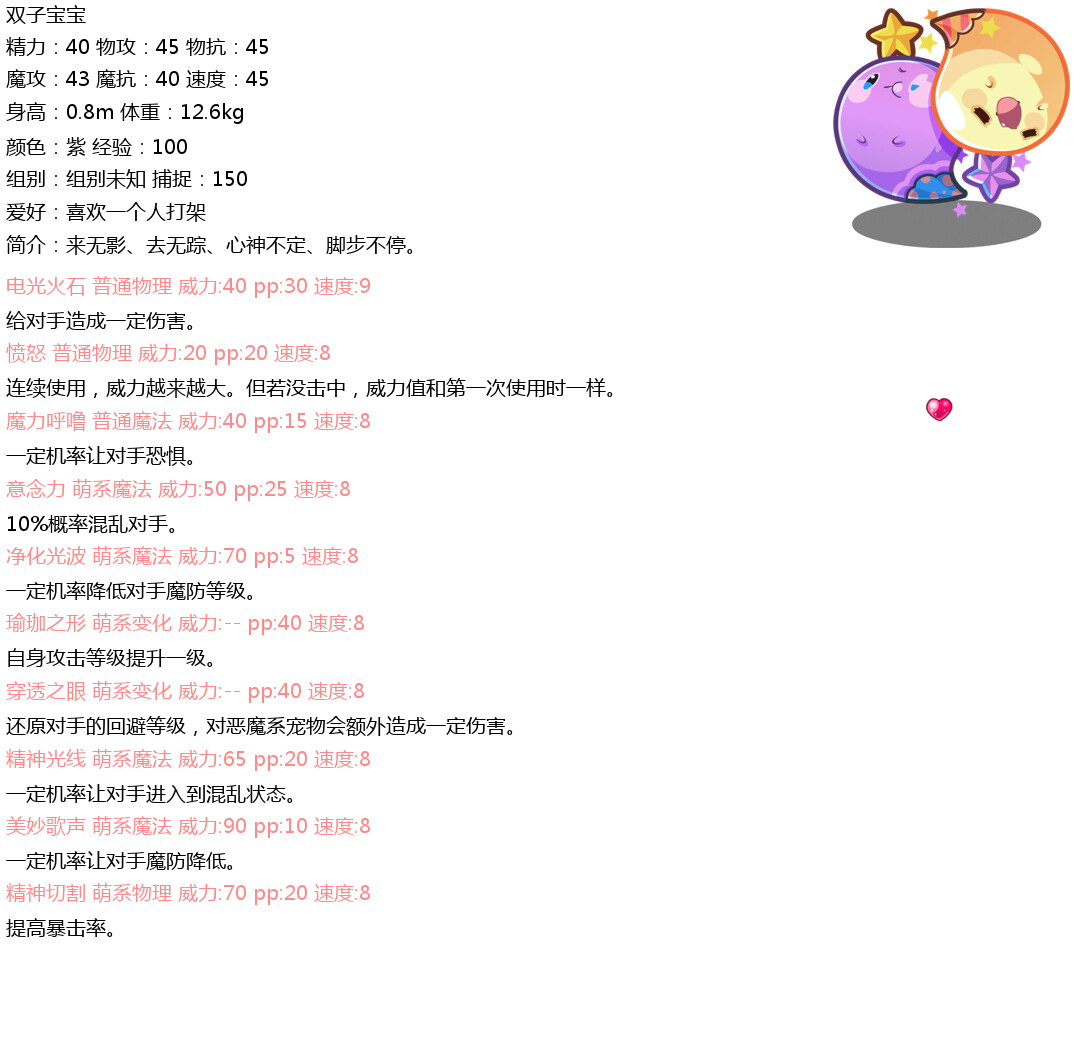 双子宝宝
精力：40 物攻：45 物抗：45
魔攻：43 魔抗：40 速度：45
身高：0.8m 体重：12.6kg
颜色：紫 经验：100
组别：组别未知 捕捉：150
爱好：喜欢一个人打架
简介：来无影、去无踪、心神不定、脚步不停。
电光火石 普通物理 威力:40 pp:30 速度:9
给对手造成一定伤害。
愤怒 普通物理 威力:20 pp:20 速度:8
连续使用，威力越来越大。但若没击中，威力值和第一次使用时一样。
魔力呼噜 普通魔法 威力:40 pp:15 速度:8
一定机率让对手恐惧。
意念力 萌系魔法 威力:50 pp:25 速度:8
10%概率混乱对手。
净化光波 萌系魔法 威力:70 pp:5 速度:8
一定机率降低对手魔防等级。
瑜珈之形 萌系变化 威力:-- pp:40 速度:8
自身攻击等级提升一级。
穿透之眼 萌系变化 威力:-- pp:40 速度:8
还原对手的回避等级，对恶魔系宠物会额外造成一定伤害。
精神光线 萌系魔法 威力:65 pp:20 速度:8
一定机率让对手进入到混乱状态。
美妙歌声 萌系魔法 威力:90 pp:10 速度:8
一定机率让对手魔防降低。
精神切割 萌系物理 威力:70 pp:20 速度:8
提高暴击率。